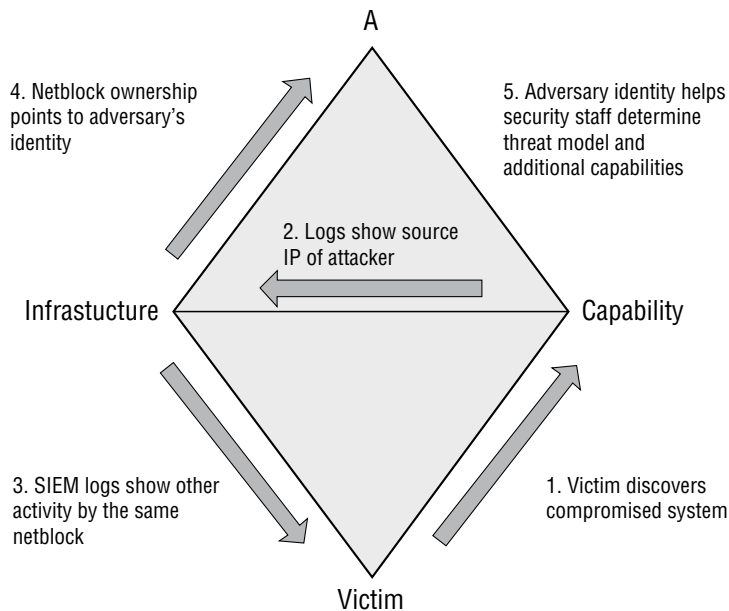 A
4. Netblock ownership
points to adversary’s
identity
5. Adversary identity helps
security staff determine
threat model and
additional capabilities
2. Logs show source
IP of attacker
Infrastucture
Capability
3. SIEM logs show other
activity by the same
netblock
1. Victim discovers
compromised system
Victim